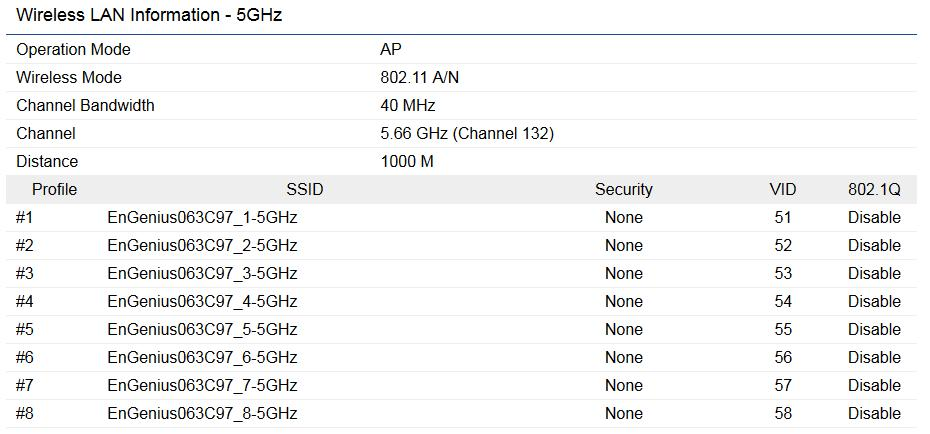 Wireless LAN Information - 5GHz
Operation Mode AP
Wireless Mode 802.11 A/N
Channel Bandwidth 40 MHz
Channel 5.66 GHz (Channel 132)
Distance 1000 M
Profile SSID Security VID 802.1Q
#1 EnGenius063C97_1-5GHz None 51 Disable
#2 EnGenius063C97_2-5GHz None 52 Disable
#3 EnGenius063C97_3-5GHz None 53 Disable
#4 EnGenius063C97_4-5GHz None 54 Disable
#5 EnGenius063C97_5-5GHz None 55 Disable
#6 EnGenius063C97_6-5GHz None 56 Disable
#7 EnGenius063C97_7-5GHz None 57 Disable
#8 EnGenius063C97_8-5GHz None 58 Disable